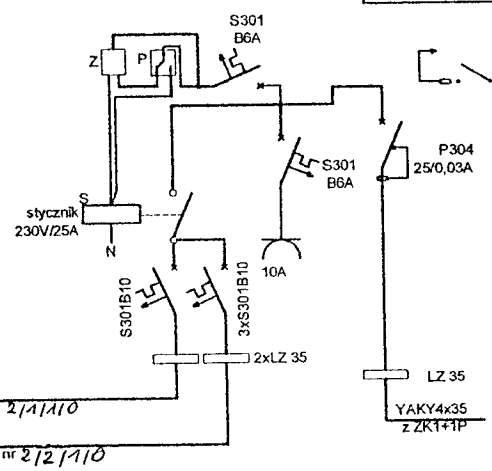 S301
B6A
Z
P
P304
25/0,03A
S301
B6A
S
stycznik
230V/25A
N
10A
S301B10
3xS301B10
2xLZ 35
LZ 35
2/1/1/0
YAKY4x35
z ZK1+1P
nr 2/2/1/0